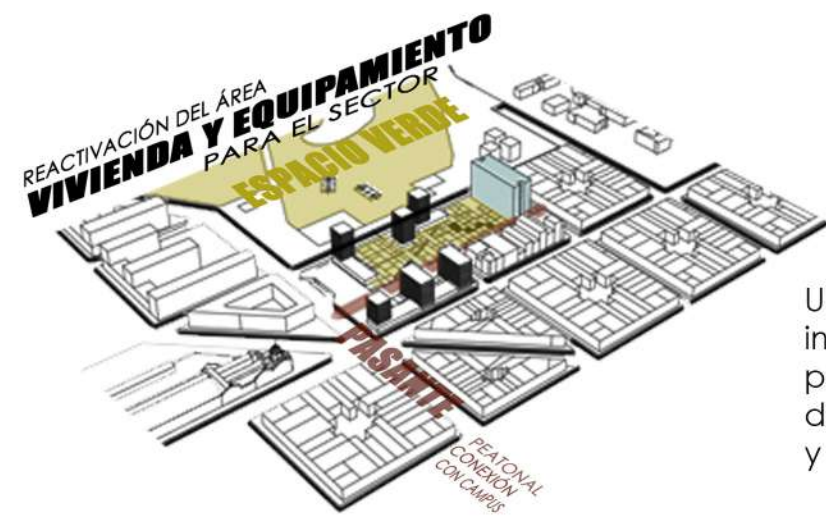 REACTIVACIÓN DEL ÁREA
VIVIENDA Y EQUIPAMIENTO
PARA EL SECTOR
ESPACIO VERDE
PASANTE
PEATONAL
CONEXIÓN
CON CAMPUS
U
in
p
d
y